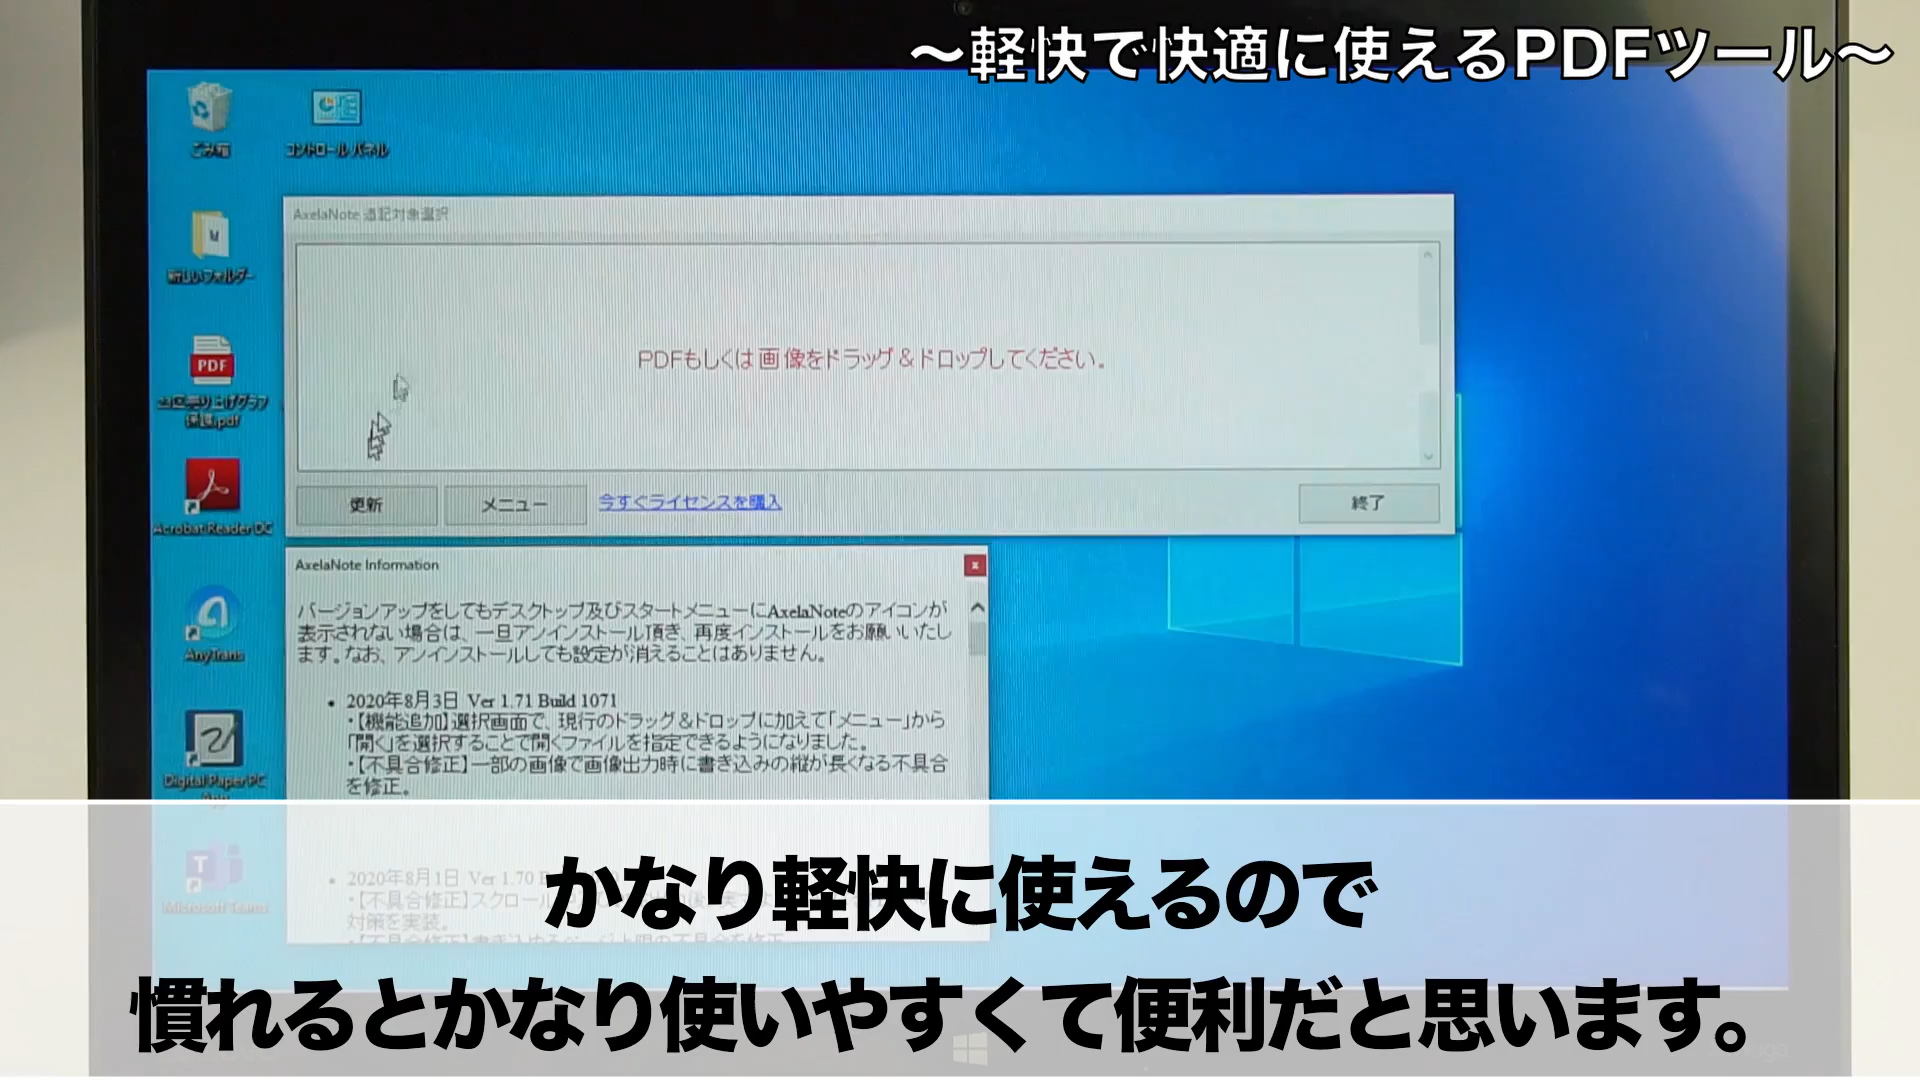 〜軽快で快適に使えるPDFツール〜
ごみ箱
コントロール パネル
新しいフォルダー
AxelaNote 追記対象選択
PDFもしくは画像をドラッグ&ドロップしてください。
PDF
保護.pdf
Acrobat Reader DC
更新
メニュー
今すぐライセンスを購入
終了
AxelaNote Information
バージョンアップをしてもデスクトップ及びスタートメニューにAxelaNoteのアイコンが
表示されない場合は、一旦アンインストール頂き、再度インストールをお願いいたし
ます。なお、アンインストールしても設定が消えることはありません。
AnyTrans
• 2020年8月3日 Ver 1.71 Build 1071
・【機能追加】選択画面で、現行のドラッグ&ドロップに加えて「メニュー」から
「開く」を選択することで開くファイルを指定できるようになりました。
・【不具合修正】一部の画像で画像出力時に書き込みの縦が長くなる不具合
を修正。
Digital Paper PC
App
Microsoft Teams
• 2020年8月1日 Ver 1.70
・【不具合修正】スクロール
対策を実装。
かなり軽快に使えるので
慣れるとかなり使いやすくて便利だと思います。